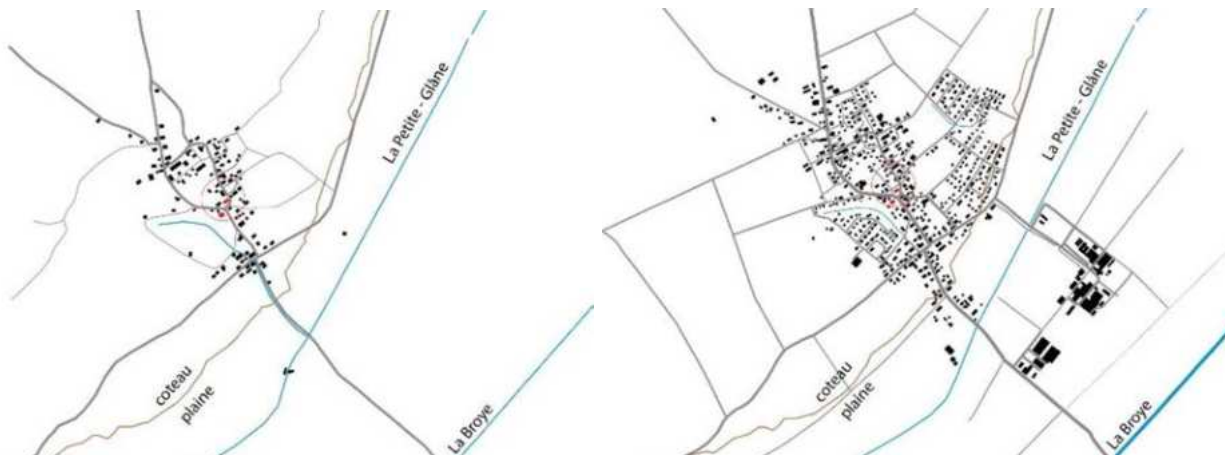 La Petite - Glâne
coteau
plaine
La Broye
La Petite - Glâne
coteau
plaine
La Broye